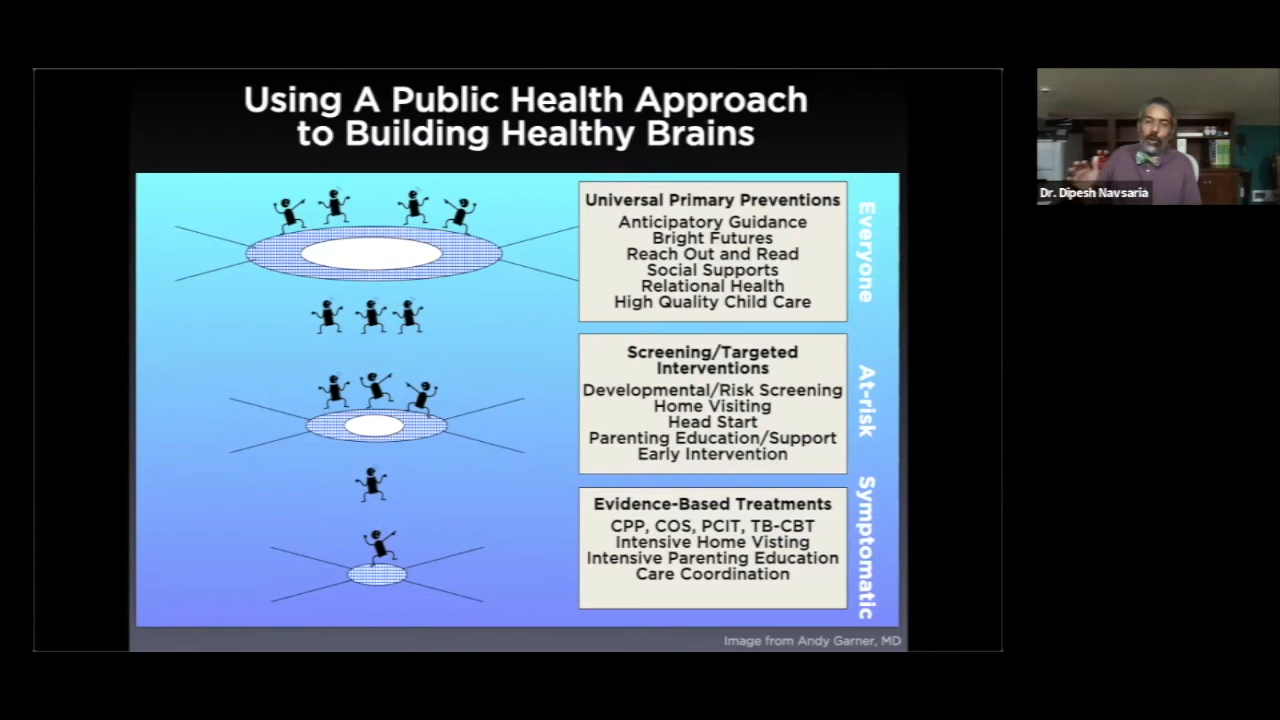 Using A Public Health Approach
to Building Healthy Brains
Universal Primary Preventions
Anticipatory Guidance
Bright Futures
Reach Out and Read
Social Supports
Relational Health
High Quality Child Care
Everyone
Screening/Targeted
Interventions
Developmental/Risk Screening
Home Visiting
Head Start
Parenting Education/Support
Early Intervention
At-risk
Evidence-Based Treatments
CPP, COS, PCIT, TB-CBT
Intensive Home Visting
Intensive Parenting Education
Care Coordination
Symptomatic
Image from Andy Garner, MD
Dr. Dipesh Navsaria